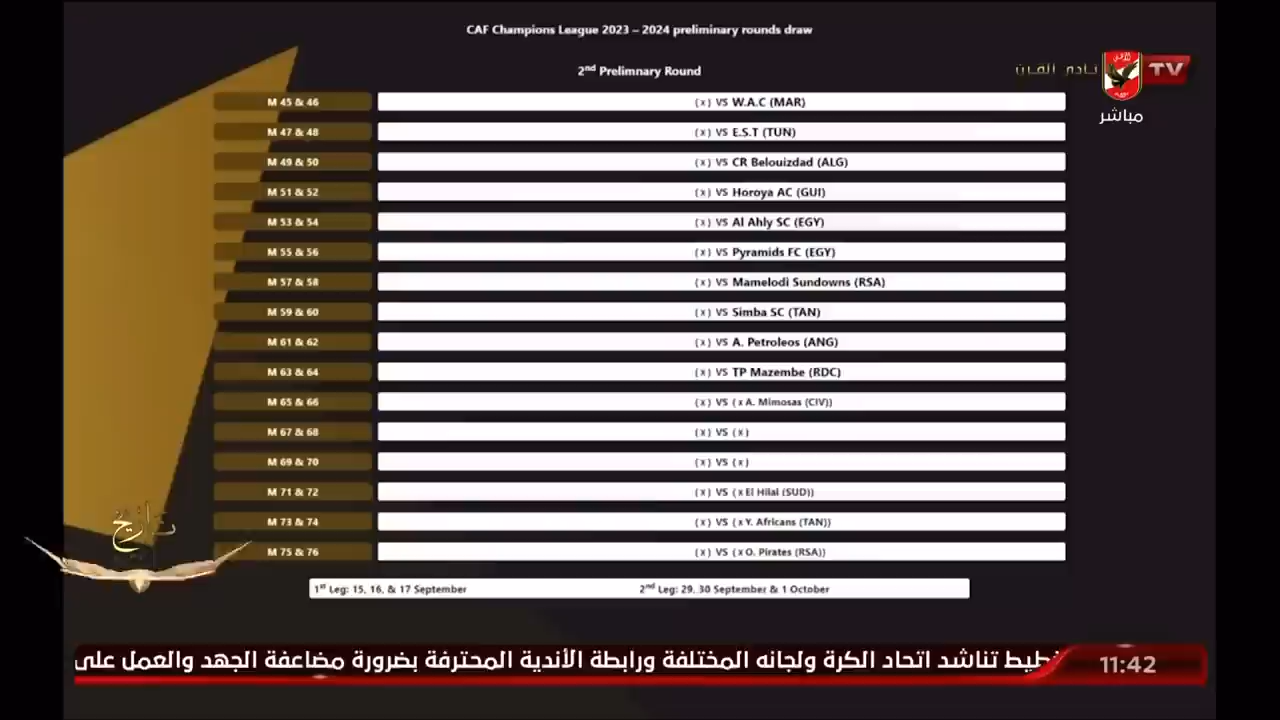 CAF Champions League 2023 – 2024 preliminary rounds draw
2nd Prelimnary Round
نادي القرن
TV
مباشر
M 45 & 46 (x) VS W.A.C (MAR)
M 47 & 48 (x) VS E.S.T (TUN)
M 49 & 50 (x) VS CR Belouizdad (ALG)
M 51 & 52 (x) VS Horoya AC (GUI)
M 53 & 54 (x) VS Al Ahly SC (EGY)
M 55 & 56 (x) VS Pyramids FC (EGY)
M 57 & 58 (x) VS Mamelodi Sundowns (RSA)
M 59 & 60 (x) VS Simba SC (TAN)
M 61 & 62 (x) VS A. Petroleos (ANG)
M 63 & 64 (x) VS TP Mazembe (RDC)
M 65 & 66 (x) VS (x A. Mimosas (CIV))
M 67 & 68 (x) VS (x)
M 69 & 70 (x) VS (x)
M 71 & 72 (x) VS (x El Hilal (SUD))
M 73 & 74 (x) VS (x Y. Africans (TAN))
M 75 & 76 (x) VS (x O. Pirates (RSA))
تاريخ
1st Leg: 15, 16, & 17 September 2nd Leg: 29, 30 September & 1 October
تناشد اتحاد الكرة ولجانه المختلفة ورابطة الأندية المحترفة بضرورة مضاعفة الجهد والعمل على
11:42